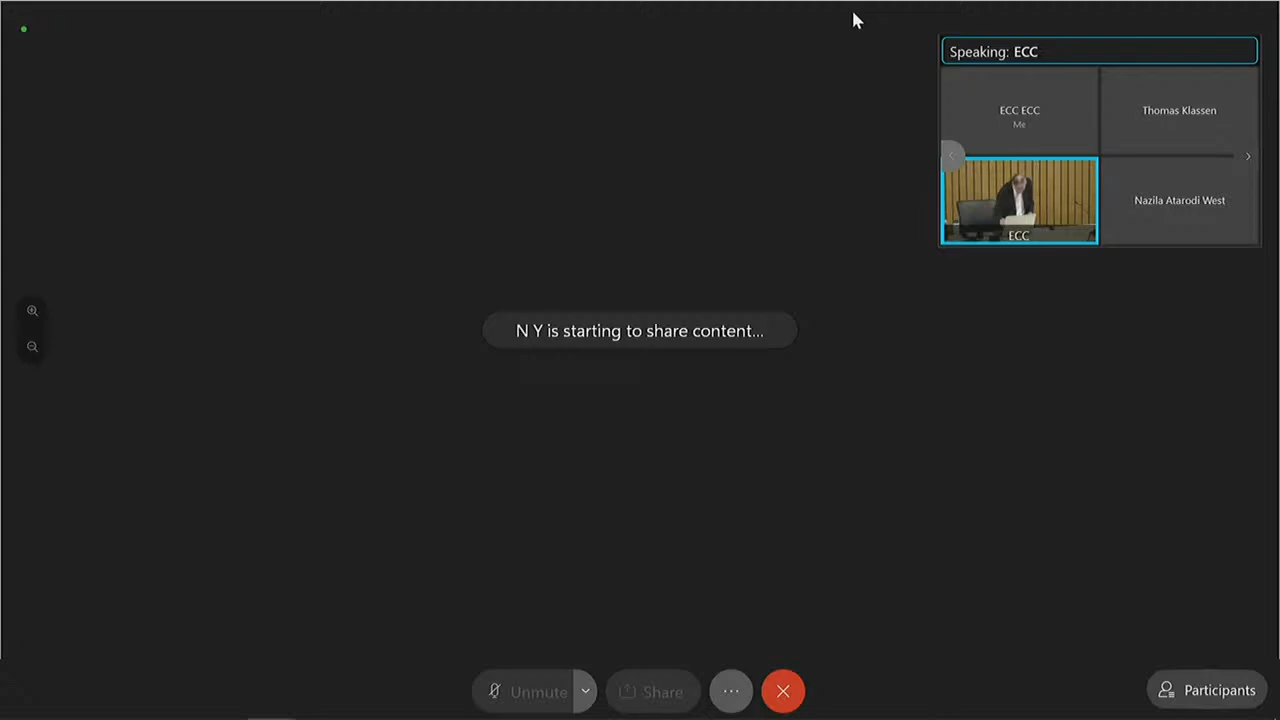 Speaking: ECC
ECC ECC
Me
Thomas Klassen
ECC
Nazila Atarodi West
N Y is starting to share content...
Unmute
Share
Participants